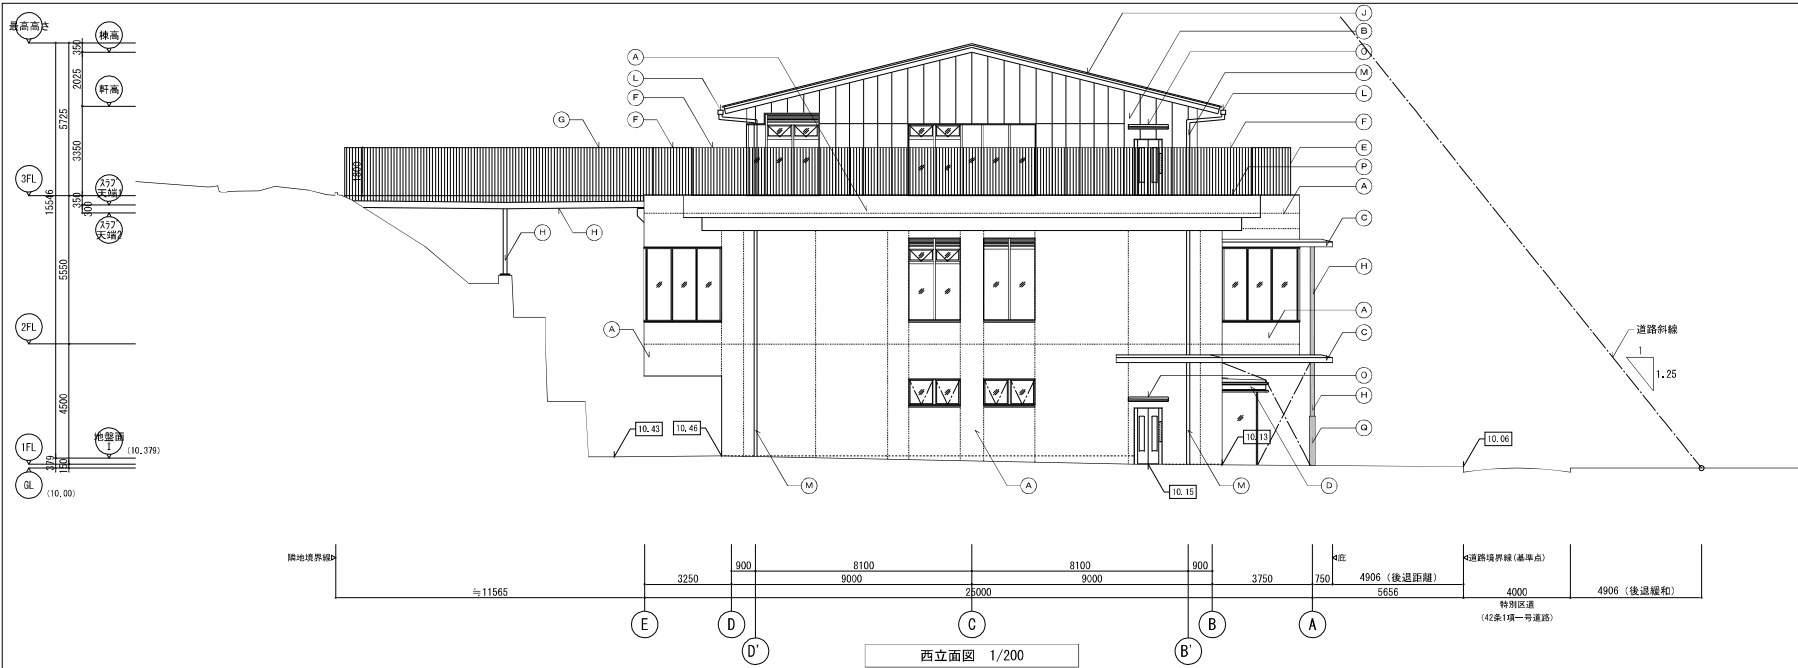 最高高さ
棟高
軒高
3FL
スラブ
天端1
スラブ
天端2
2FL
1FL
地盤面
I
(10.379)
GL
(10.00)
350
2025
5725
3350
350
300
15546
5550
4500
379
150
1800
A
L
F
F
G
H
H
A
J
B
O
M
L
F
E
P
A
C
H
A
C
O
H
Q
M
A
M
D
10.43
10.46
10.13
10.15
10.06
道路斜線
1
1.25
隣地境界線
庇
道路境界線(基準点)
900
8100
8100
900
3250
9000
9000
3750
750
4906 (後退距離)
≒11565
25000
5656
4000
4906 (後退緩和)
特別区道
(42条1項一号道路)
E
D
D'
C
B'
B
A
西立面図 1/200